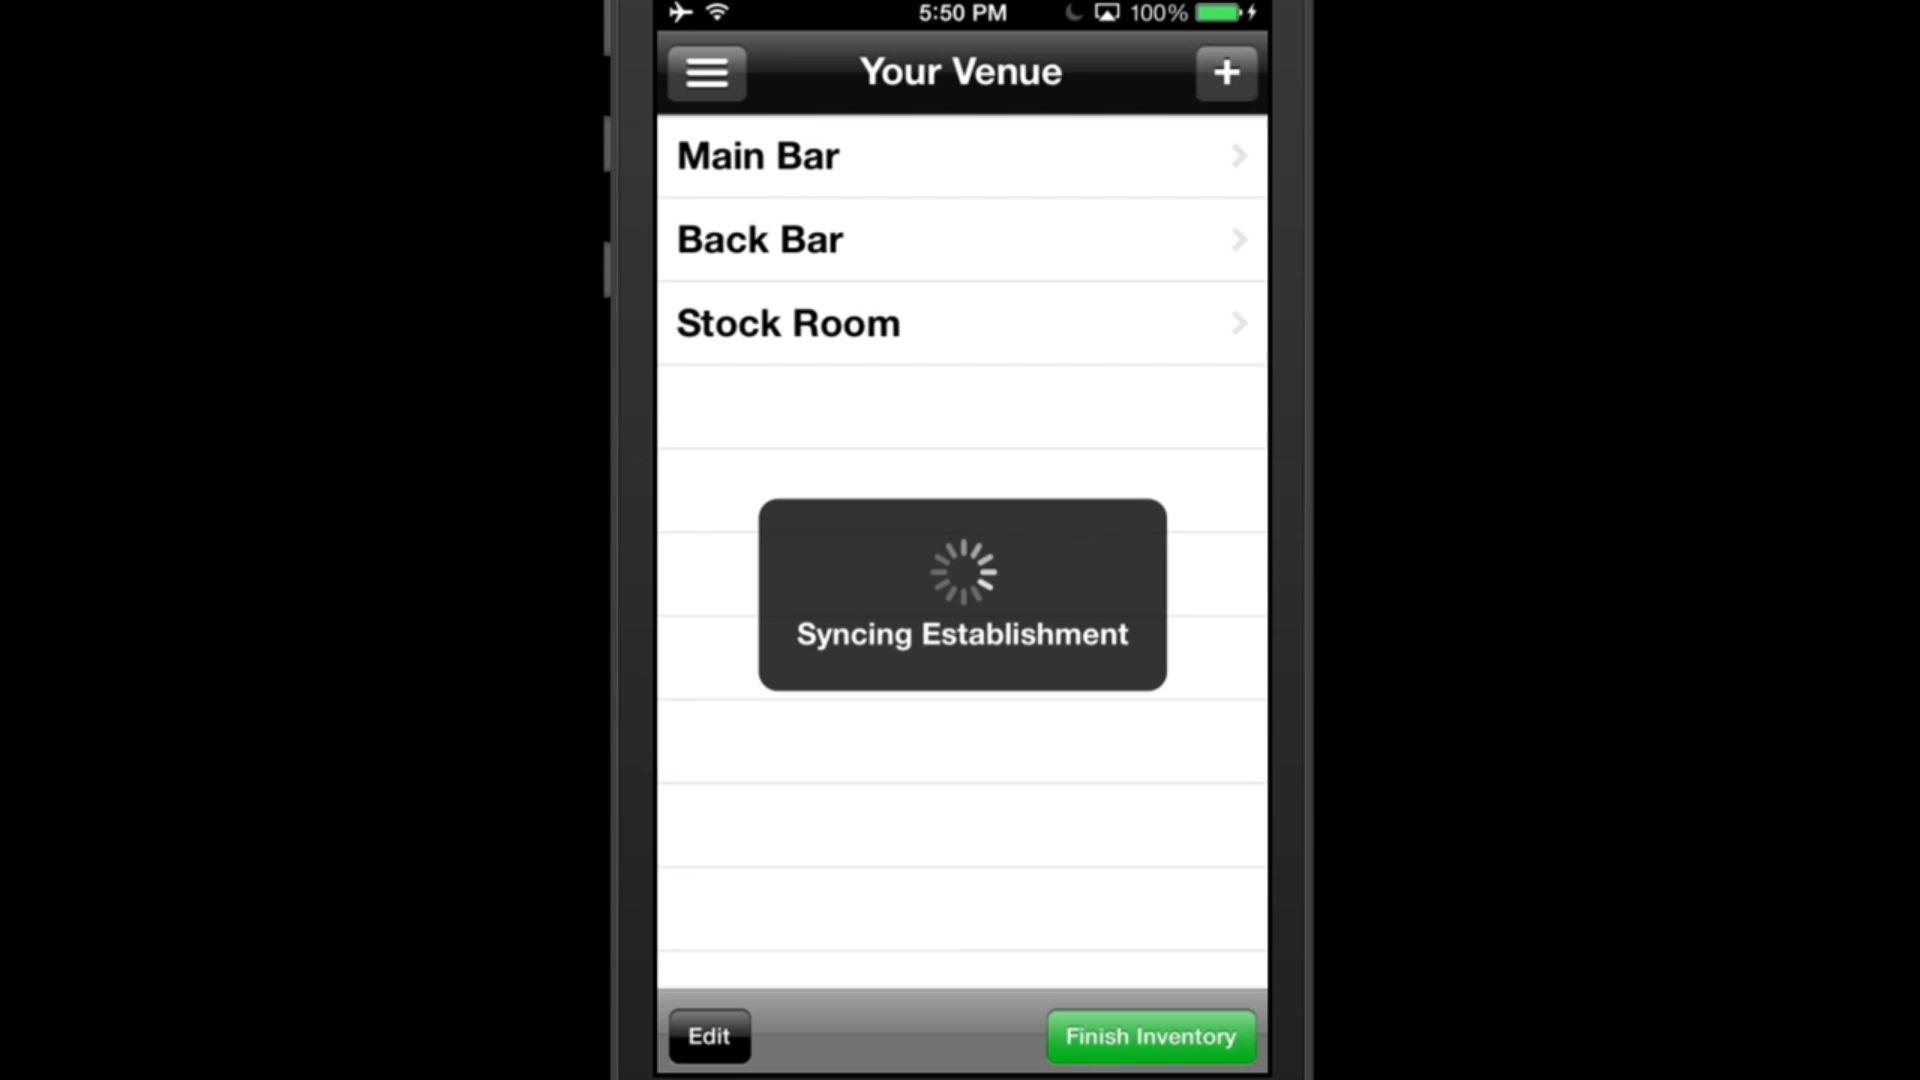 5:50 PM
100%
Your Venue
+
Main Bar
Back Bar
Stock Room
Syncing Establishment
Edit
Finish Inventory